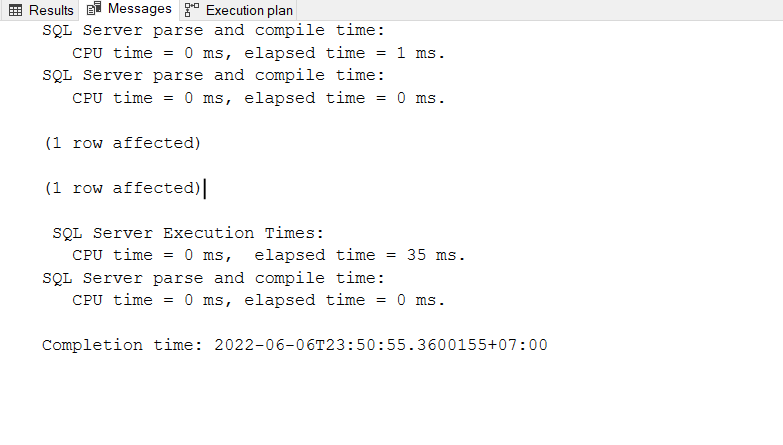 Results Messages Execution plan
SQL Server parse and compile time:
CPU time = 0 ms, elapsed time = 1 ms.
SQL Server parse and compile time:
CPU time = 0 ms, elapsed time = 0 ms.
(1 row affected)
(1 row affected)
SQL Server Execution Times:
CPU time = 0 ms,  elapsed time = 35 ms.
SQL Server parse and compile time:
CPU time = 0 ms, elapsed time = 0 ms.
Completion time: 2022-06-06T23:50:55.3600155+07:00